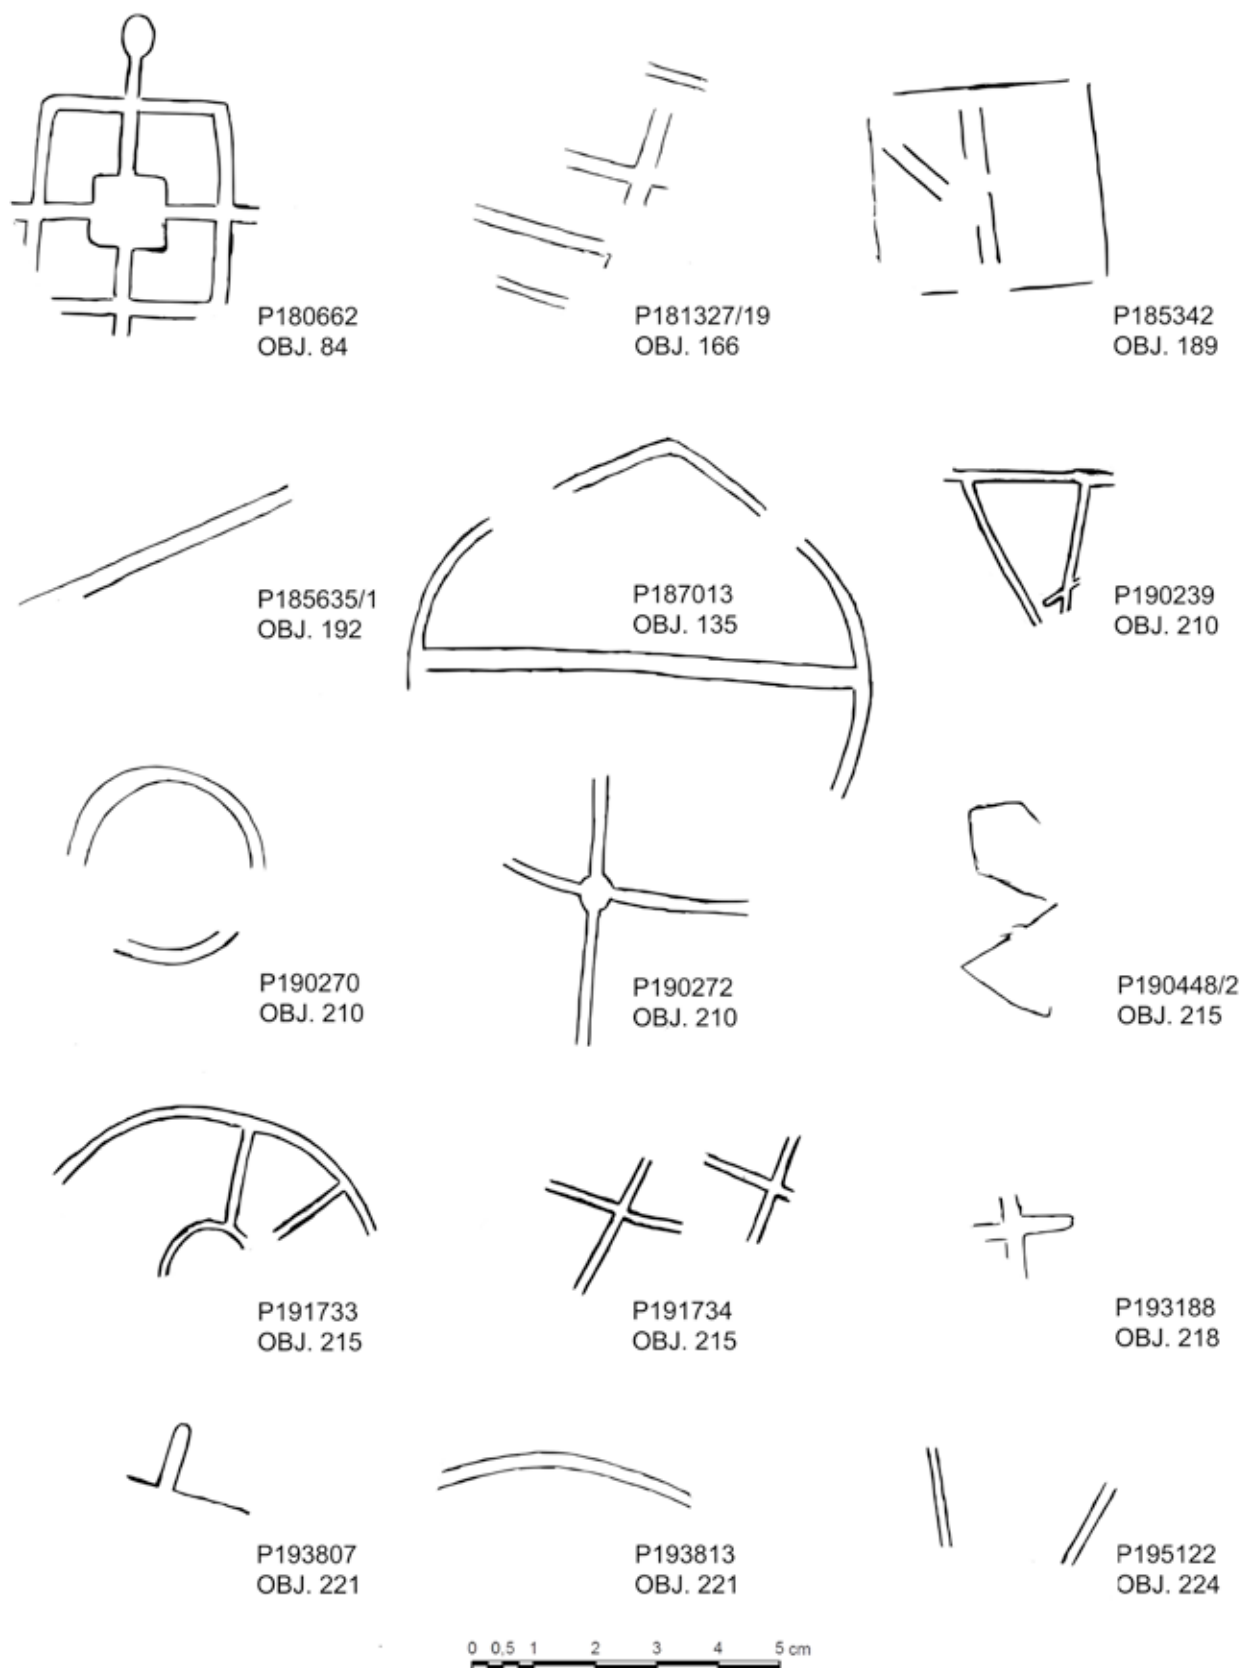 P180662
OBJ. 84
P181327/19
OBJ. 166
P185342
OBJ. 189
P185635/1
OBJ. 192
P187013
OBJ. 135
P190239
OBJ. 210
P190270
OBJ. 210
P190272
OBJ. 210
P190448/2
OBJ. 215
P191733
OBJ. 215
P191734
OBJ. 215
P193188
OBJ. 218
P193807
OBJ. 221
P193813
OBJ. 221
P195122
OBJ. 224
0 0,5 1 2 3 4 5 cm